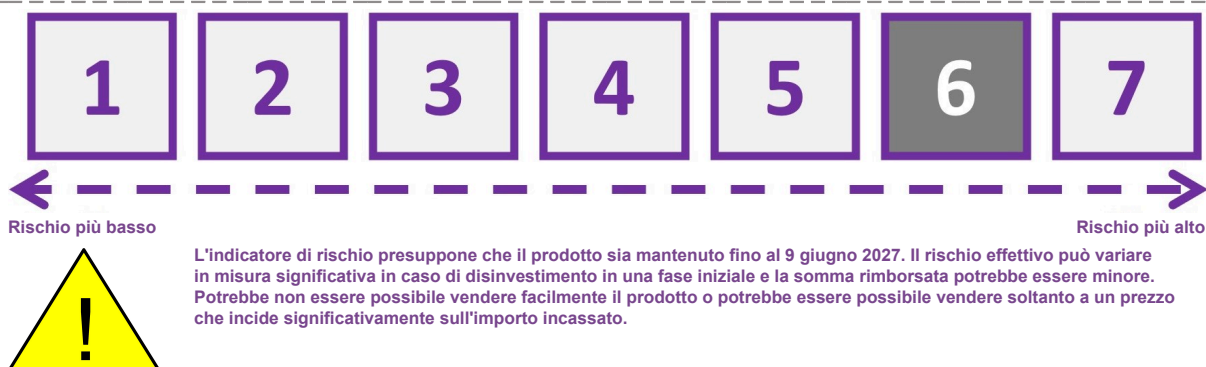 1 2 3 4 5 6 7
Rischio più basso Rischio più alto
L'indicatore di rischio presuppone che il prodotto sia mantenuto fino al 9 giugno 2027. Il rischio effettivo può variare
in misura significativa in caso di disinvestimento in una fase iniziale e la somma rimborsata potrebbe essere minore.
Potrebbe non essere possibile vendere facilmente il prodotto o potrebbe essere possibile vendere soltanto a un prezzo
che incide significativamente sull'importo incassato.
!